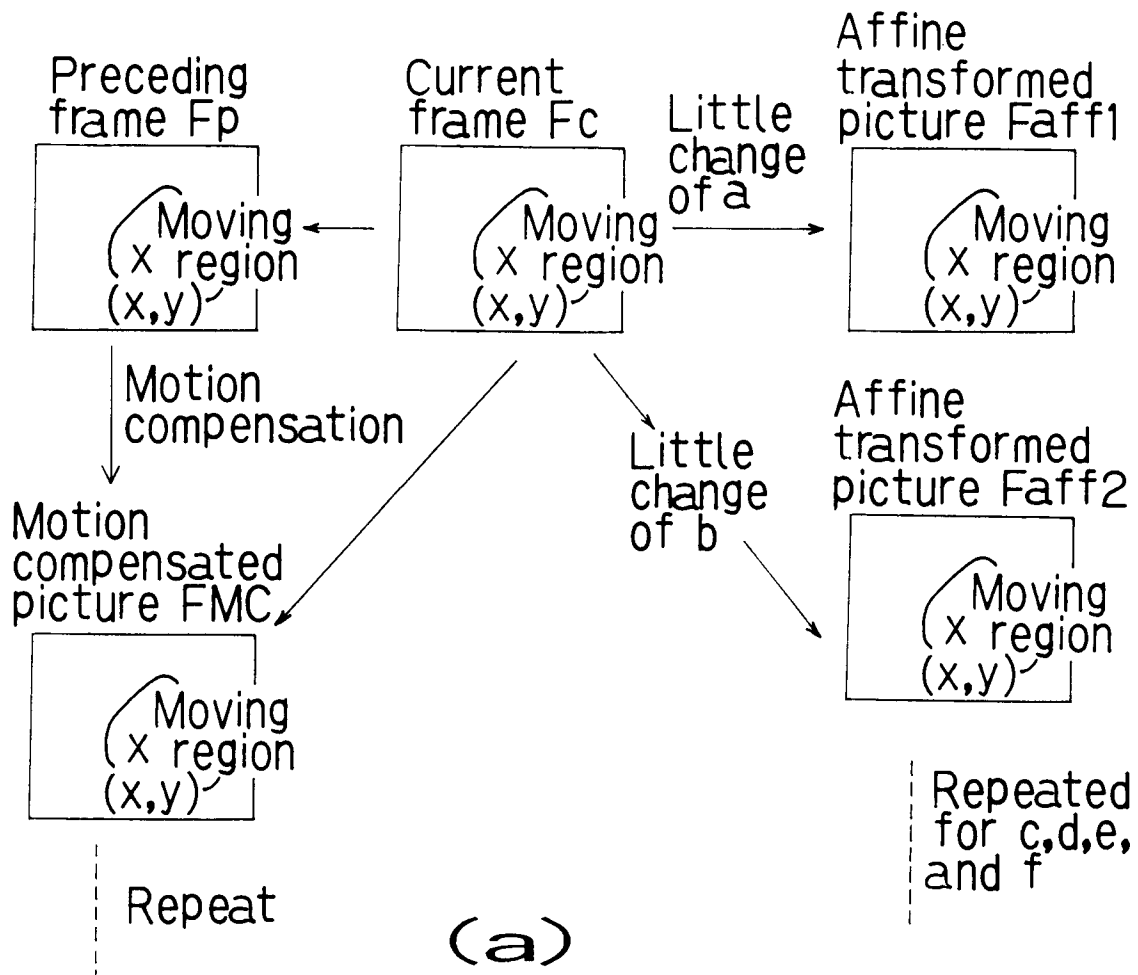 Preceding
frame Fp
Current
frame Fc
Little
change
of a
Affine
transformed
picture Faff1
Moving
x region
(x,y)
Moving
x region
(x,y)
Moving
x region
(x,y)
Motion
compensation
Little
change
of b
Affine
transformed
picture Faff2
Motion
compensated
picture FMC
Moving
x region
(x,y)
Moving
x region
(x,y)
Repeated
for c,d,e,
and f
Repeat
(a)